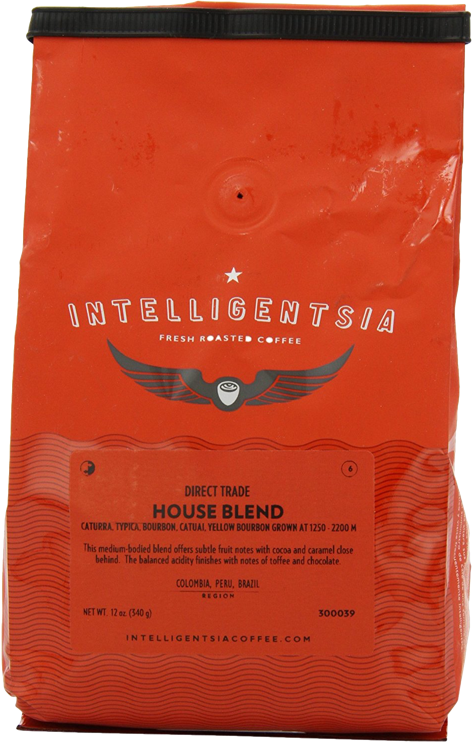 INTELLIGENTSIA
FRESH ROASTED COFFEE
6
DIRECT TRADE
HOUSE BLEND
CATURRA, TYPICA, BOURBON, CATUAI, YELLOW BOURBON GROWN AT 1250 - 2200 M
This medium-bodied blend offers subtle fruit notes with cocoa and caramel close
behind. The balanced acidity finishes with notes of toffee and chocolate.
COLOMBIA, PERU, BRAZIL
REGION
NET WT. 12 oz. (340 g)
300039
INTELLIGENTSIACOFFEE.COM